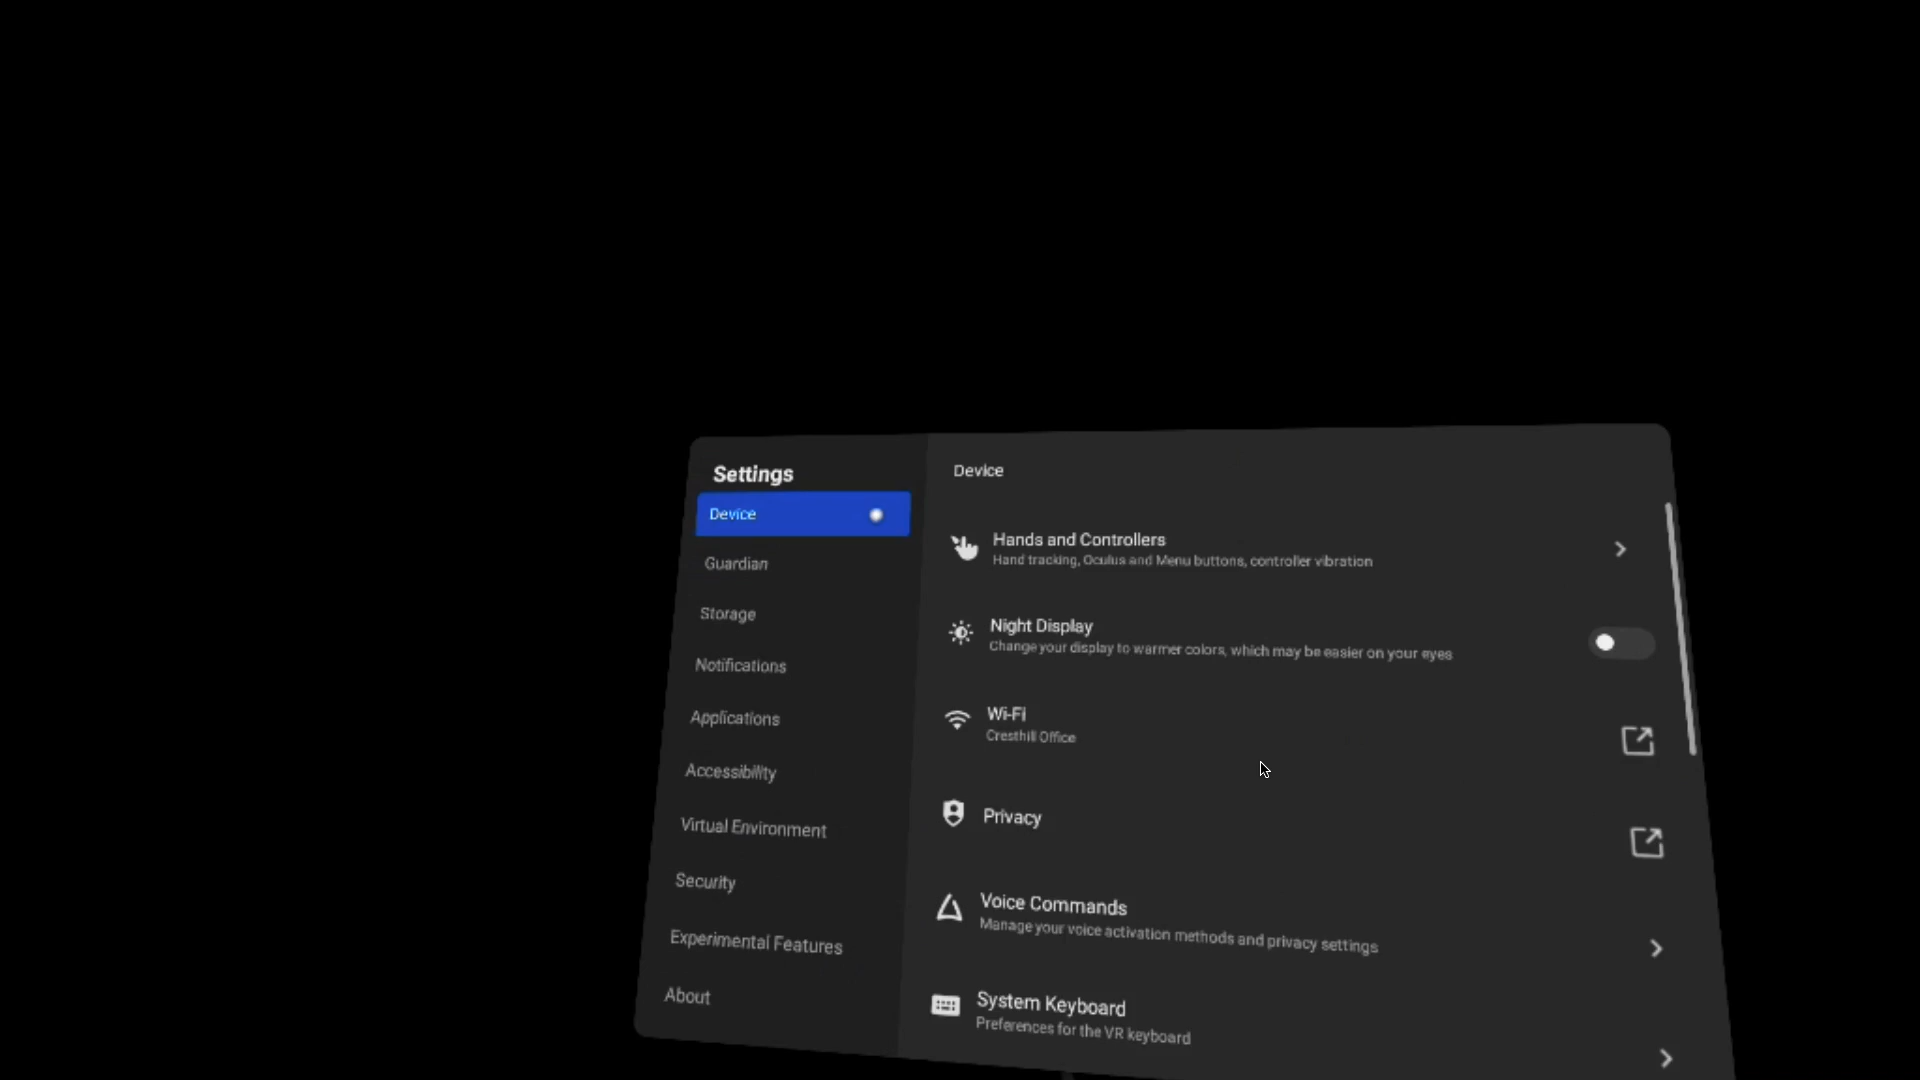 Settings
Device
Guardian
Storage
Notifications
Applications
Accessibility
Virtual Environment
Security
Experimental Features
About
Device
Hands and Controllers
Hand tracking, Oculus and Menu buttons, controller vibration
Night Display
Change your display to warmer colors, which may be easier on your eyes
Wi-Fi
Cresthill Office
Privacy
Voice Commands
Manage your voice activation methods and privacy settings
System Keyboard
Preferences for the VR keyboard